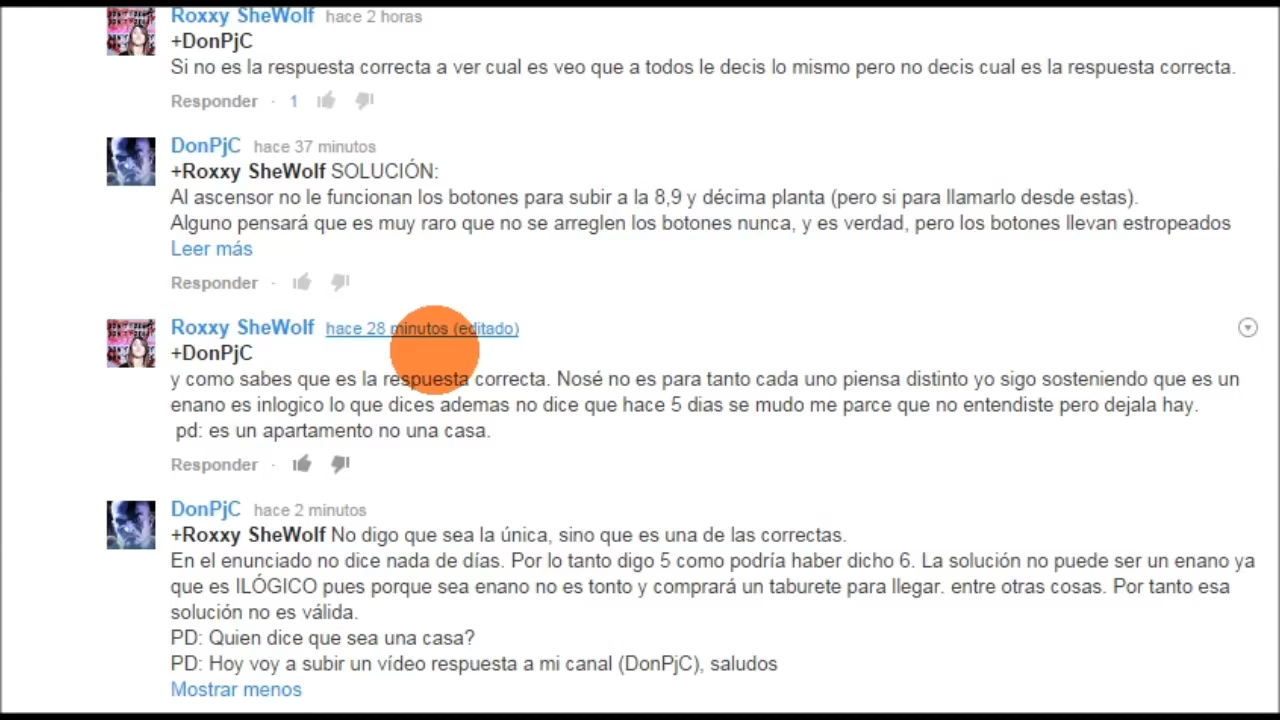 Roxxy SheWolf hace 2 horas
+DonPjC
Si no es la respuesta correcta a ver cual es veo que a todos le decis lo mismo pero no decis cual es la respuesta correcta.
Responder · 1
DonPjC hace 37 minutos
+Roxxy SheWolf SOLUCIÓN:
Al ascensor no le funcionan los botones para subir a la 8,9 y décima planta (pero si para llamarlo desde estas).
Alguno pensará que es muy raro que no se arreglen los botones nunca, y es verdad, pero los botones llevan estropeados
Leer más
Responder ·
Roxxy SheWolf hace 28 minutos (editado)
+DonPjC
y como sabes que es la respuesta correcta. Nosé no es para tanto cada uno piensa distinto yo sigo sosteniendo que es un
enano es inlogico lo que dices ademas no dice que hace 5 dias se mudo me parce que no entendiste pero dejala hay.
pd: es un apartamento no una casa.
Responder ·
DonPjC hace 2 minutos
+Roxxy SheWolf No digo que sea la única, sino que es una de las correctas.
En el enunciado no dice nada de días. Por lo tanto digo 5 como podría haber dicho 6. La solución no puede ser un enano ya
que es ILÓGICO pues porque sea enano no es tonto y comprará un taburete para llegar. entre otras cosas. Por tanto esa
solución no es válida.
PD: Quien dice que sea una casa?
PD: Hoy voy a subir un vídeo respuesta a mi canal (DonPjC), saludos
Mostrar menos